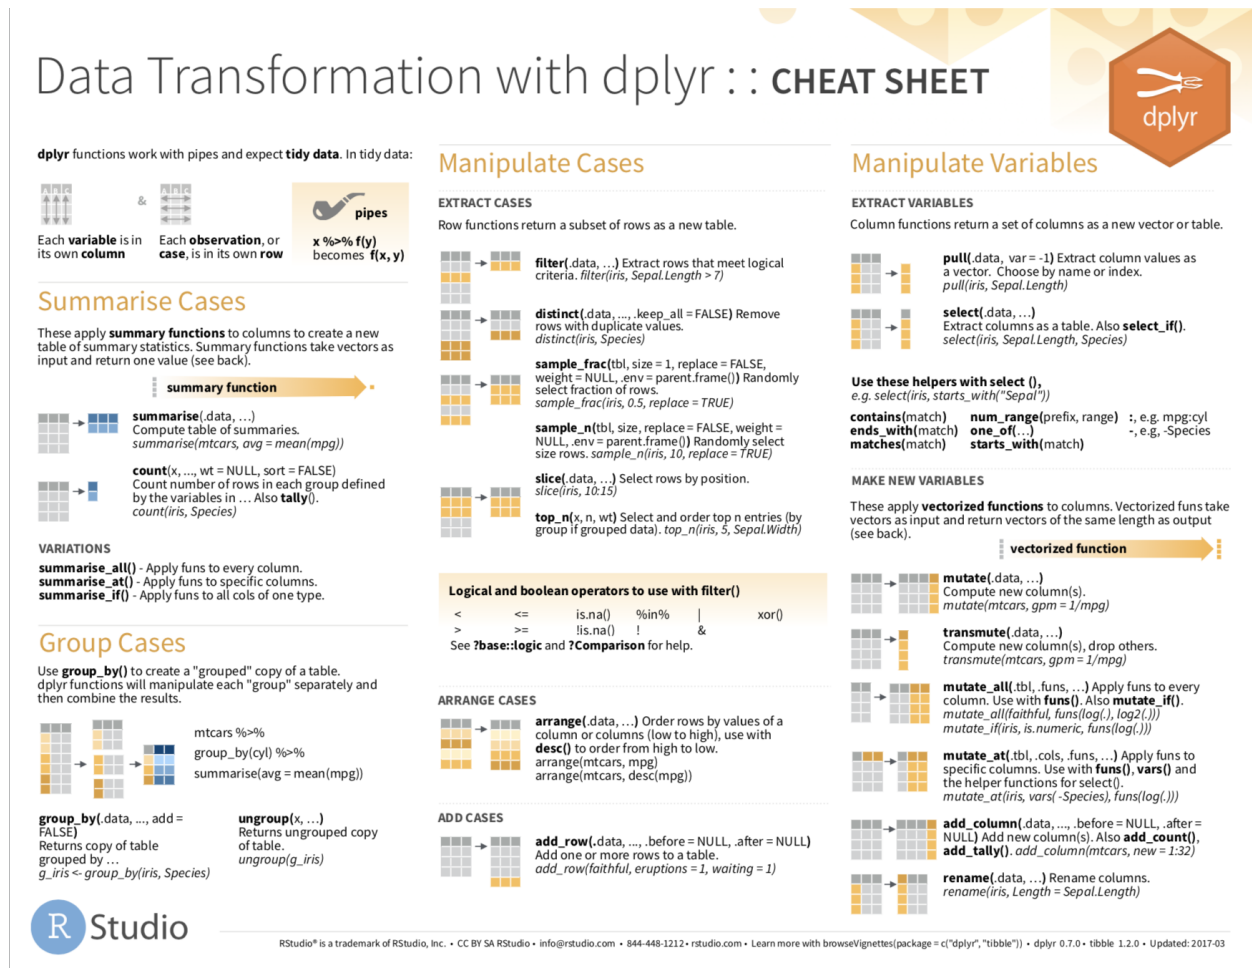 Data Transformation with dplyr : : CHEAT SHEET
dplyr
dplyr functions work with pipes and expect tidy data. In tidy data:
A B C
&
A B C
pipes
Each variable is in
its own column
Each observation, or
case, is in its own row
x %>% f(y)
becomes f(x, y)
Summarise Cases
These apply summary functions to columns to create a new
table of summary statistics. Summary functions take vectors as
input and return one value (see back).
summary function
summarise(.data, …)
Compute table of summaries.
summarise(mtcars, avg = mean(mpg))
count(x, ..., wt = NULL, sort = FALSE)
Count number of rows in each group defined
by the variables in … Also tally().
count(iris, Species)
VARIATIONS
summarise_all() - Apply funs to every column.
summarise_at() - Apply funs to specific columns.
summarise_if() - Apply funs to all cols of one type.
Group Cases
Use group_by() to create a "grouped" copy of a table.
dplyr functions will manipulate each "group" separately and
then combine the results.
mtcars %>%
group_by(cyl) %>%
summarise(avg = mean(mpg))
group_by(.data, ..., add =
FALSE)
Returns copy of table
grouped by …
g_iris <- group_by(iris, Species)
ungroup(x, …)
Returns ungrouped copy
of table.
ungroup(g_iris)
Manipulate Cases
EXTRACT CASES
Row functions return a subset of rows as a new table.
filter(.data, …) Extract rows that meet logical
criteria. filter(iris, Sepal.Length > 7)
distinct(.data, ..., .keep_all = FALSE) Remove
rows with duplicate values.
distinct(iris, Species)
sample_frac(tbl, size = 1, replace = FALSE,
weight = NULL, .env = parent.frame()) Randomly
select fraction of rows.
sample_frac(iris, 0.5, replace = TRUE)
sample_n(tbl, size, replace = FALSE, weight =
NULL, .env = parent.frame()) Randomly select
size rows. sample_n(iris, 10, replace = TRUE)
slice(.data, …) Select rows by position.
slice(iris, 10:15)
top_n(x, n, wt) Select and order top n entries (by
group if grouped data). top_n(iris, 5, Sepal.Width)
Logical and boolean operators to use with filter()
< <= is.na() %in% | xor()
> >= !is.na() ! &
See ?base::logic and ?Comparison for help.
ARRANGE CASES
arrange(.data, …) Order rows by values of a
column or columns (low to high), use with
desc() to order from high to low.
arrange(mtcars, mpg)
arrange(mtcars, desc(mpg))
ADD CASES
add_row(.data, ..., .before = NULL, .after = NULL)
Add one or more rows to a table.
add_row(faithful, eruptions = 1, waiting = 1)
Manipulate Variables
EXTRACT VARIABLES
Column functions return a set of columns as a new vector or table.
pull(.data, var = -1) Extract column values as
a vector. Choose by name or index.
pull(iris, Sepal.Length)
select(.data, …)
Extract columns as a table. Also select_if().
select(iris, Sepal.Length, Species)
Use these helpers with select (),
e.g. select(iris, starts_with("Sepal"))
contains(match) num_range(prefix, range) :, e.g. mpg:cyl
ends_with(match) one_of(…) -, e.g, -Species
matches(match) starts_with(match)
MAKE NEW VARIABLES
These apply vectorized functions to columns. Vectorized funs take
vectors as input and return vectors of the same length as output
(see back).
vectorized function
mutate(.data, …)
Compute new column(s).
mutate(mtcars, gpm = 1/mpg)
transmute(.data, …)
Compute new column(s), drop others.
transmute(mtcars, gpm = 1/mpg)
mutate_all(.tbl, .funs, …) Apply funs to every
column. Use with funs(). Also mutate_if().
mutate_all(faithful, funs(log(.), log2(.)))
mutate_if(iris, is.numeric, funs(log(.)))
mutate_at(.tbl, .cols, .funs, …) Apply funs to
specific columns. Use with funs(), vars() and
the helper functions for select().
mutate_at(iris, vars( -Species), funs(log(.)))
add_column(.data, ..., .before = NULL, .after =
NULL) Add new column(s). Also add_count(),
add_tally(). add_column(mtcars, new = 1:32)
rename(.data, …) Rename columns.
rename(iris, Length = Sepal.Length)
R Studio
RStudio® is a trademark of RStudio, Inc. • CC BY SA RStudio • info@rstudio.com • 844-448-1212 • rstudio.com • Learn more with browseVignettes(package = c("dplyr", "tibble")) • dplyr 0.7.0 • tibble 1.2.0 • Updated: 2017-03